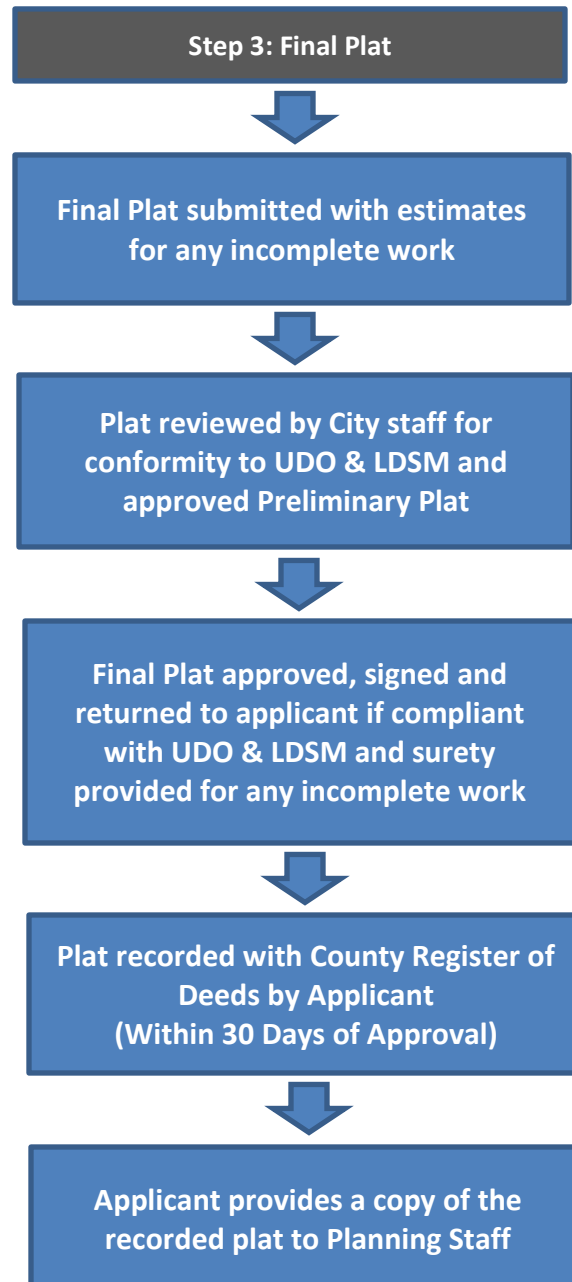 Step 3: Final Plat
Final Plat submitted with estimates
for any incomplete work
Plat reviewed by City staff for
conformity to UDO & LDSM and
approved Preliminary Plat
Final Plat approved, signed and
returned to applicant if compliant
with UDO & LDSM and surety
provided for any incomplete work
Plat recorded with County Register of
Deeds by Applicant
(Within 30 Days of Approval)
Applicant provides a copy of the
recorded plat to Planning Staff